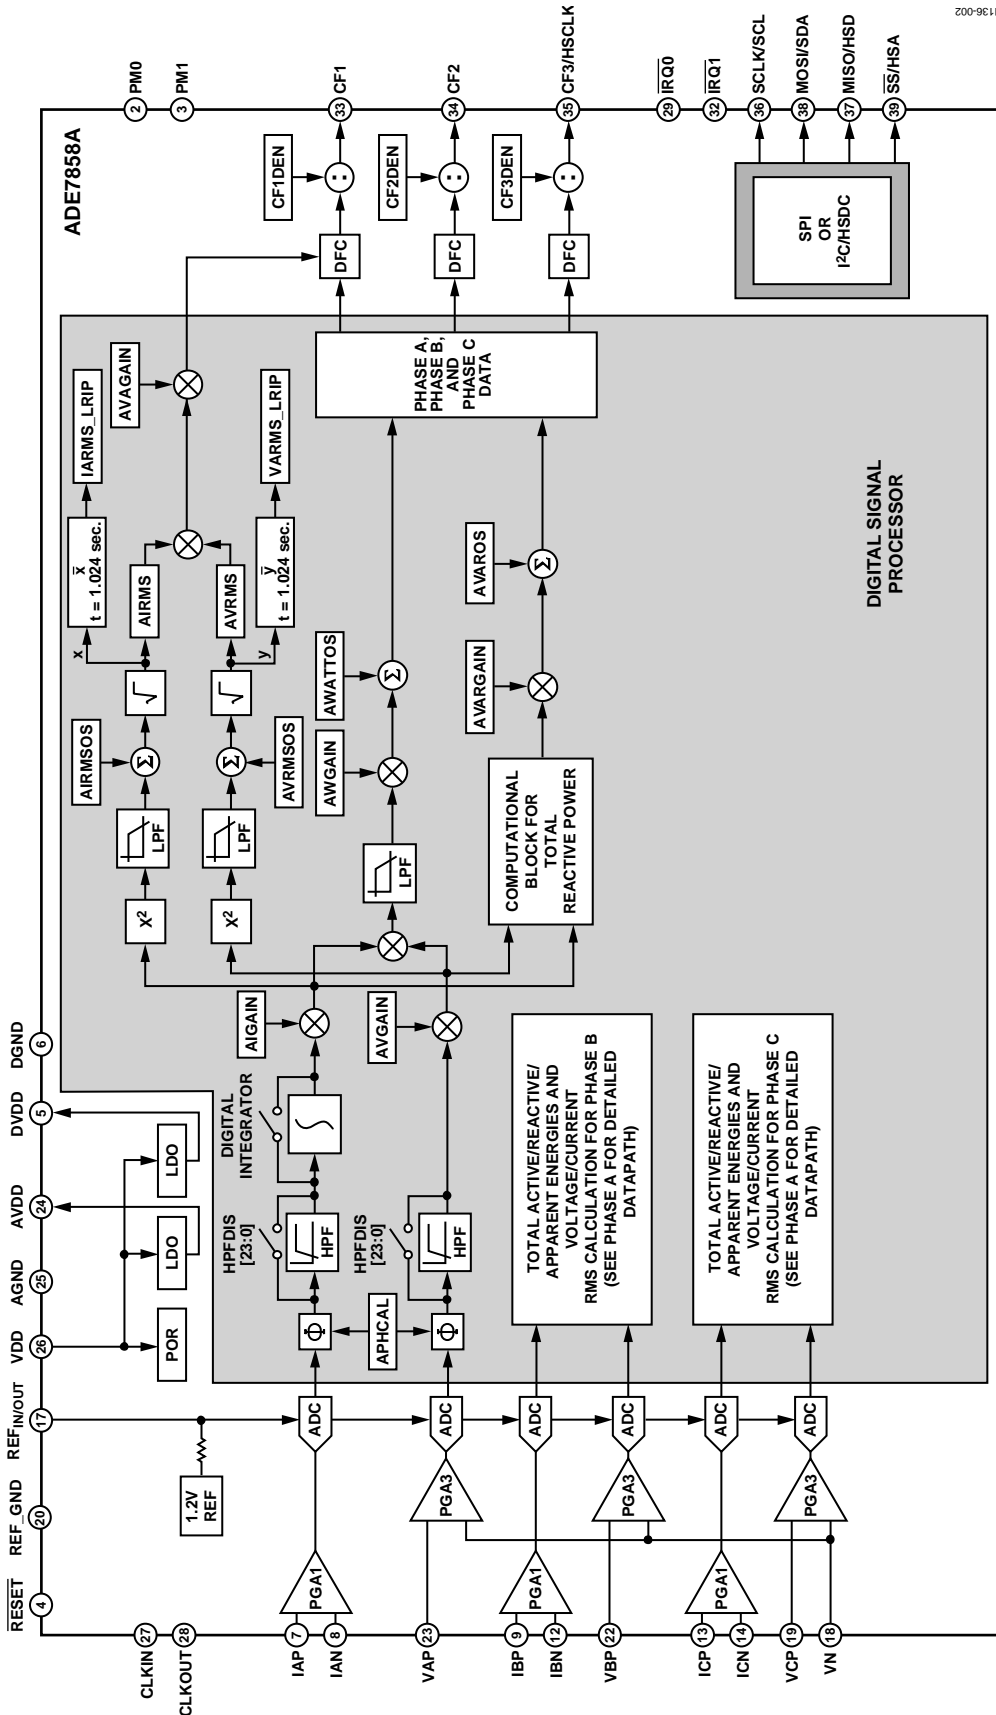 RESET
4
REF_GND
20
REFIN/OUT
17
VDD
26
AGND
25
AVDD
24
DVDD
5
DGND
6
ADE7858A
CLKIN
27
CLKOUT
28
1.2V
REF
POR
LDO
LDO
IAP
7
IAN
8
PGA1
ADC
VAP
23
PGA3
ADC
IBP
9
IBN
12
PGA1
ADC
VBP
22
PGA3
ADC
ICP
13
ICN
14
PGA1
ADC
VCP
19
VN
18
PGA3
ADC
Φ
APHCAL
Φ
HPFDIS
[23:0]
HPF
HPFDIS
[23:0]
HPF
DIGITAL
INTEGRATOR
AIGAIN
AVGAIN
X²
LPF
AIRMSOS
Σ
√
x
x̅
t = 1.024 sec.
IARMS_LRIP
AIRMS
AVAGAIN
X²
LPF
AVRMSOS
Σ
√
AVRMS
y
y̅
t = 1.024 sec.
VARMS_LRIP
LPF
AWGAIN
AWATTOS
Σ
COMPUTATIONAL
BLOCK FOR
TOTAL
REACTIVE POWER
AVARGAIN
AVAROS
Σ
PHASE A,
PHASE B,
AND
PHASE C
DATA
TOTAL ACTIVE/REACTIVE/
APPARENT ENERGIES AND
VOLTAGE/CURRENT
RMS CALCULATION FOR PHASE B
(SEE PHASE A FOR DETAILED
DATAPATH)
TOTAL ACTIVE/REACTIVE/
APPARENT ENERGIES AND
VOLTAGE/CURRENT
RMS CALCULATION FOR PHASE C
(SEE PHASE A FOR DETAILED
DATAPATH)
DIGITAL SIGNAL
PROCESSOR
DFC
CF1DEN
:
DFC
CF2DEN
:
DFC
CF3DEN
:
SPI
OR
I²C/HSDC
2 PM0
3 PM1
33 CF1
34 CF2
35 CF3/HSCLK
29 IRQ0
32 IRQ1
36 SCLK/SCL
38 MOSI/SDA
37 MISO/HSD
39 SS/HSA